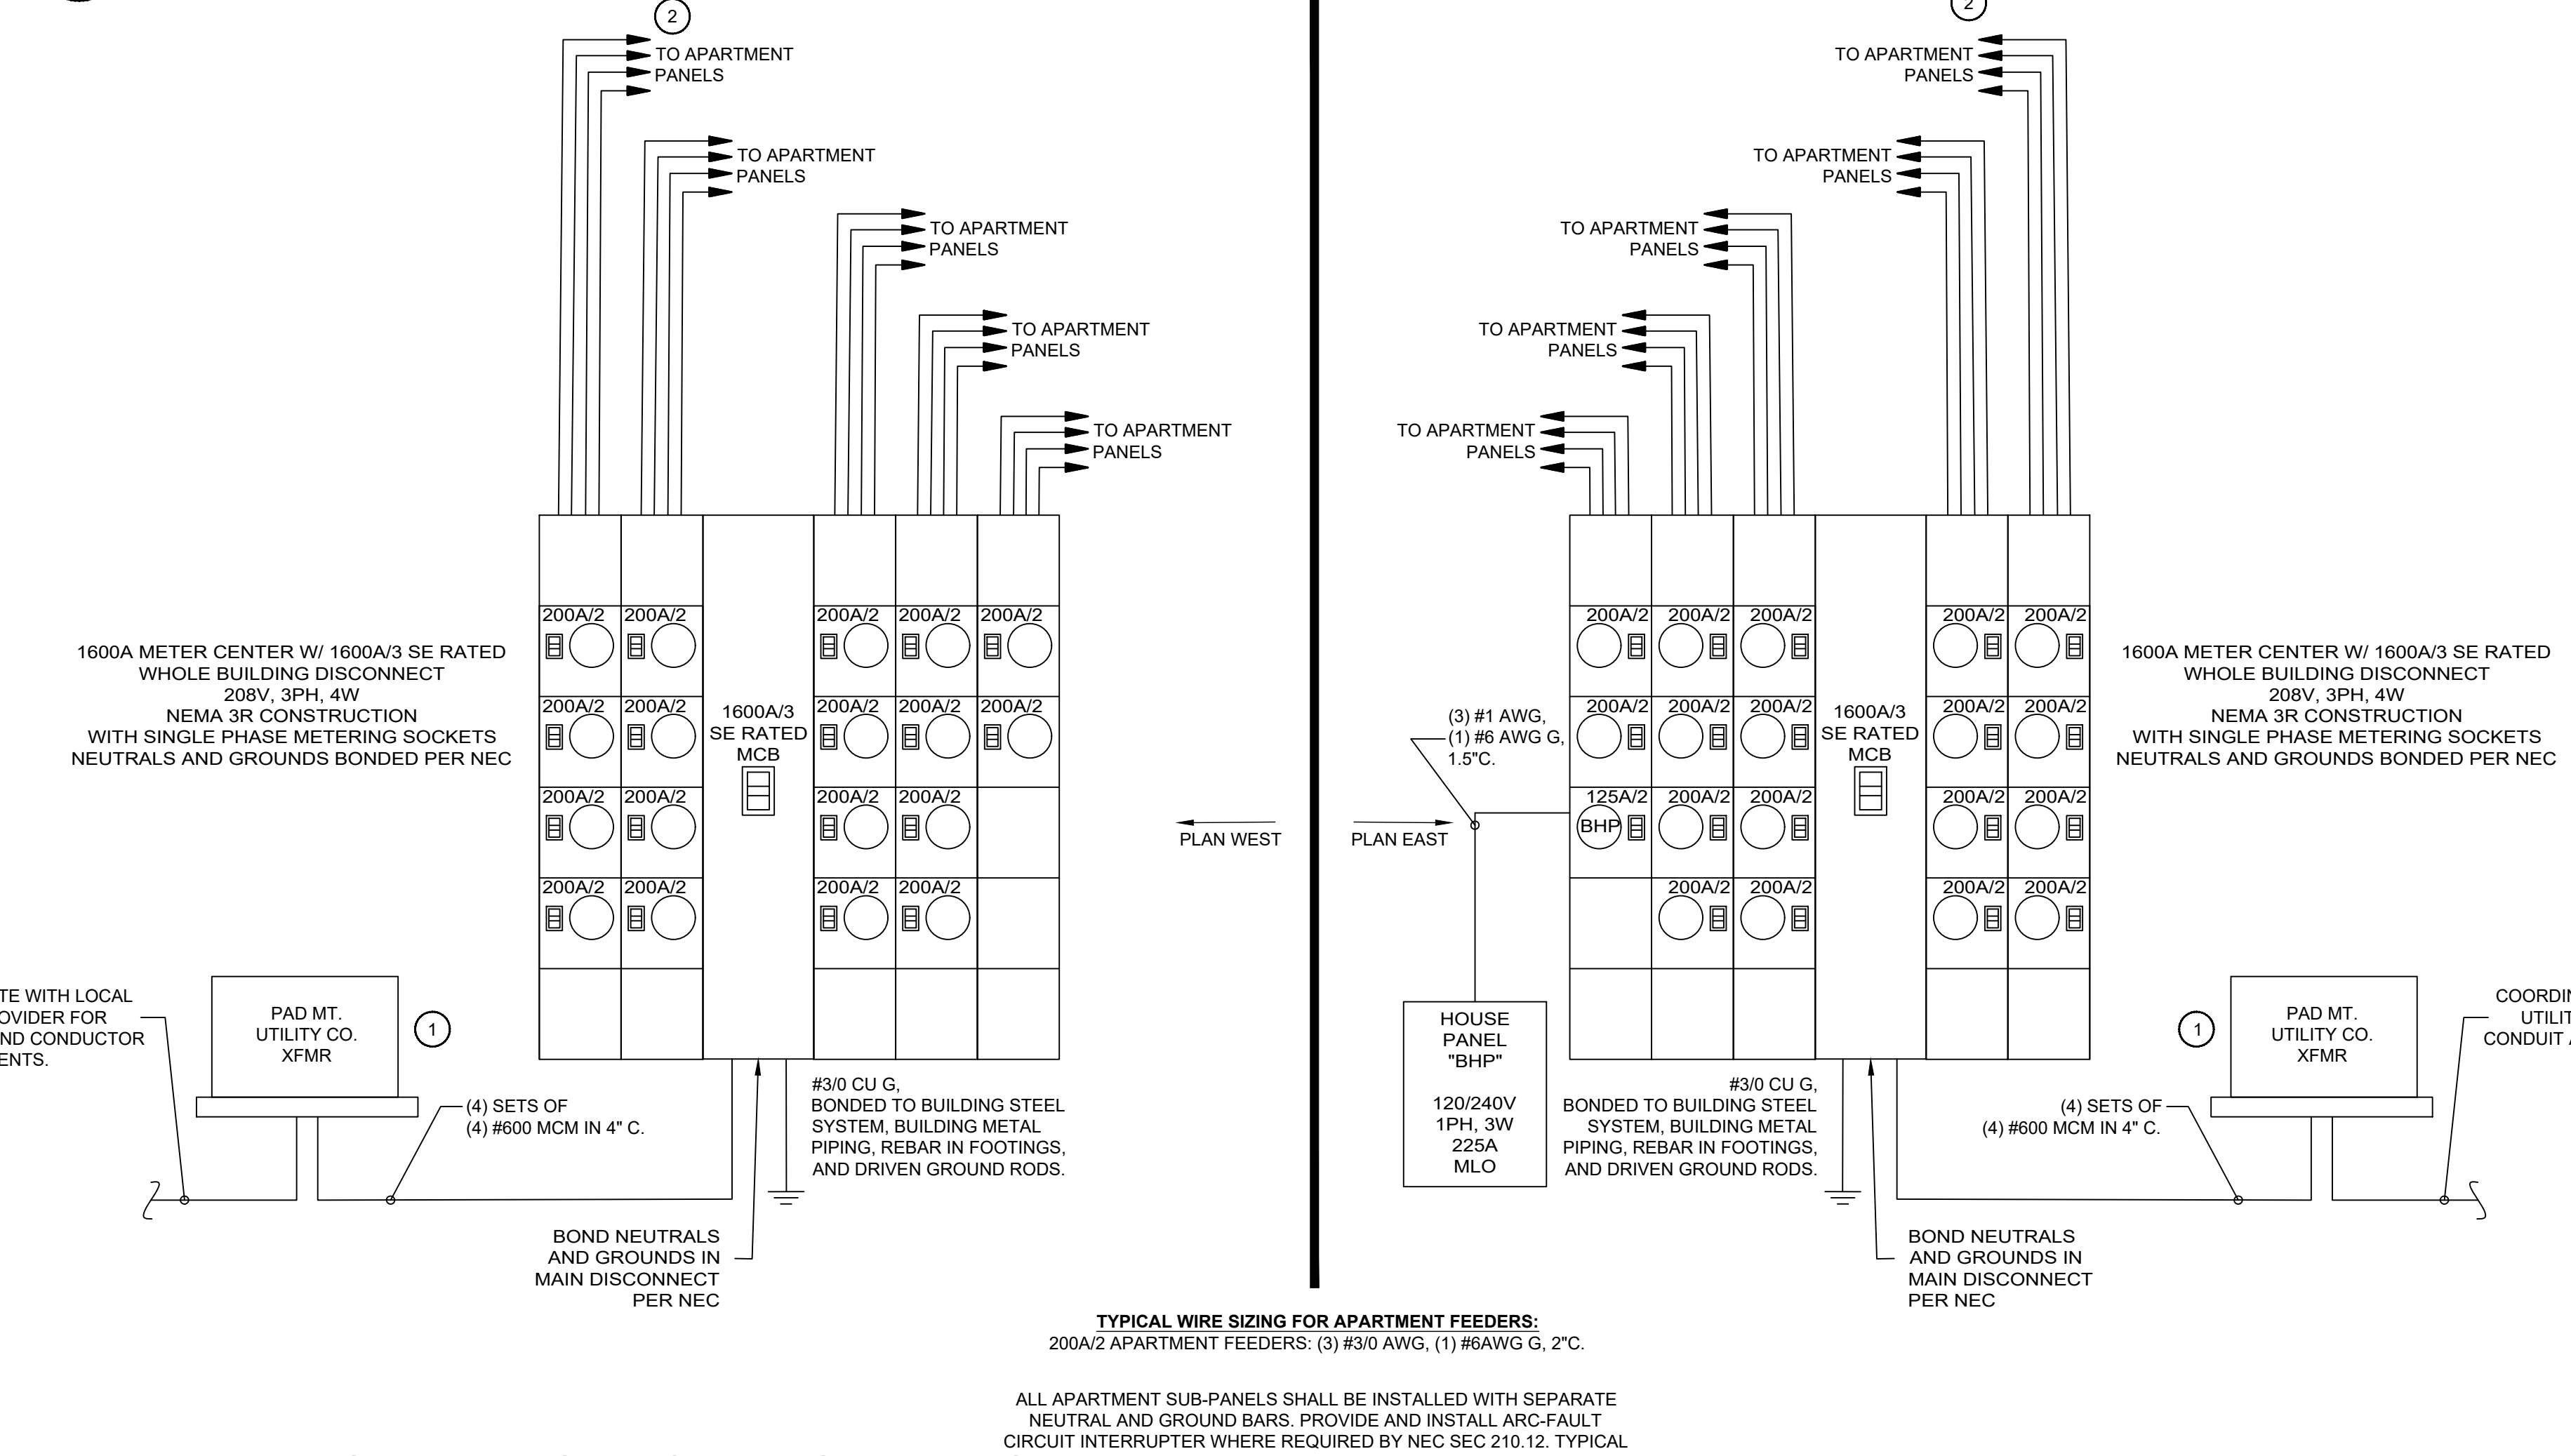 2
TO APARTMENT
PANELS
TO APARTMENT
PANELS
TO APARTMENT
PANELS
TO APARTMENT
PANELS
TO APARTMENT
PANELS
1600A METER CENTER W/ 1600A/3 SE RATED
WHOLE BUILDING DISCONNECT
208V, 3PH, 4W
NEMA 3R CONSTRUCTION
WITH SINGLE PHASE METERING SOCKETS
NEUTRALS AND GROUNDS BONDED PER NEC
200A/2 200A/2 200A/2 200A/2 200A/2
200A/2 200A/2 200A/2 200A/2 200A/2
200A/2 200A/2 200A/2 200A/2
200A/2 200A/2 200A/2 200A/2
1600A/3
SE RATED
MCB
PLAN WEST
TE WITH LOCAL
OVIDER FOR
ND CONDUCTOR
ENTS.
PAD MT.
UTILITY CO.
XFMR
1
(4) SETS OF
(4) #600 MCM IN 4" C.
#3/0 CU G,
BONDED TO BUILDING STEEL
SYSTEM, BUILDING METAL
PIPING, REBAR IN FOOTINGS,
AND DRIVEN GROUND RODS.
BOND NEUTRALS
AND GROUNDS IN
MAIN DISCONNECT
PER NEC
2
TO APARTMENT
PANELS
TO APARTMENT
PANELS
TO APARTMENT
PANELS
TO APARTMENT
PANELS
TO APARTMENT
PANELS
(3) #1 AWG,
(1) #6 AWG G,
1.5"C.
PLAN EAST
200A/2 200A/2 200A/2 200A/2 200A/2
200A/2 200A/2 200A/2 200A/2 200A/2
125A/2 200A/2 200A/2 200A/2 200A/2
BHP
200A/2 200A/2 200A/2 200A/2
1600A/3
SE RATED
MCB
1600A METER CENTER W/ 1600A/3 SE RATED
WHOLE BUILDING DISCONNECT
208V, 3PH, 4W
NEMA 3R CONSTRUCTION
WITH SINGLE PHASE METERING SOCKETS
NEUTRALS AND GROUNDS BONDED PER NEC
HOUSE
PANEL
"BHP"
120/240V
1PH, 3W
225A
MLO
#3/0 CU G,
BONDED TO BUILDING STEEL
SYSTEM, BUILDING METAL
PIPING, REBAR IN FOOTINGS,
AND DRIVEN GROUND RODS.
(4) SETS OF
(4) #600 MCM IN 4" C.
1
PAD MT.
UTILITY CO.
XFMR
COORDIN
UTILIT
CONDUIT
BOND NEUTRALS
AND GROUNDS IN
MAIN DISCONNECT
PER NEC
TYPICAL WIRE SIZING FOR APARTMENT FEEDERS:
200A/2 APARTMENT FEEDERS: (3) #3/0 AWG, (1) #6AWG G, 2"C.
ALL APARTMENT SUB-PANELS SHALL BE INSTALLED WITH SEPARATE
NEUTRAL AND GROUND BARS. PROVIDE AND INSTALL ARC-FAULT
CIRCUIT INTERRUPTER WHERE REQUIRED BY NEC SEC 210.12. TYPICAL